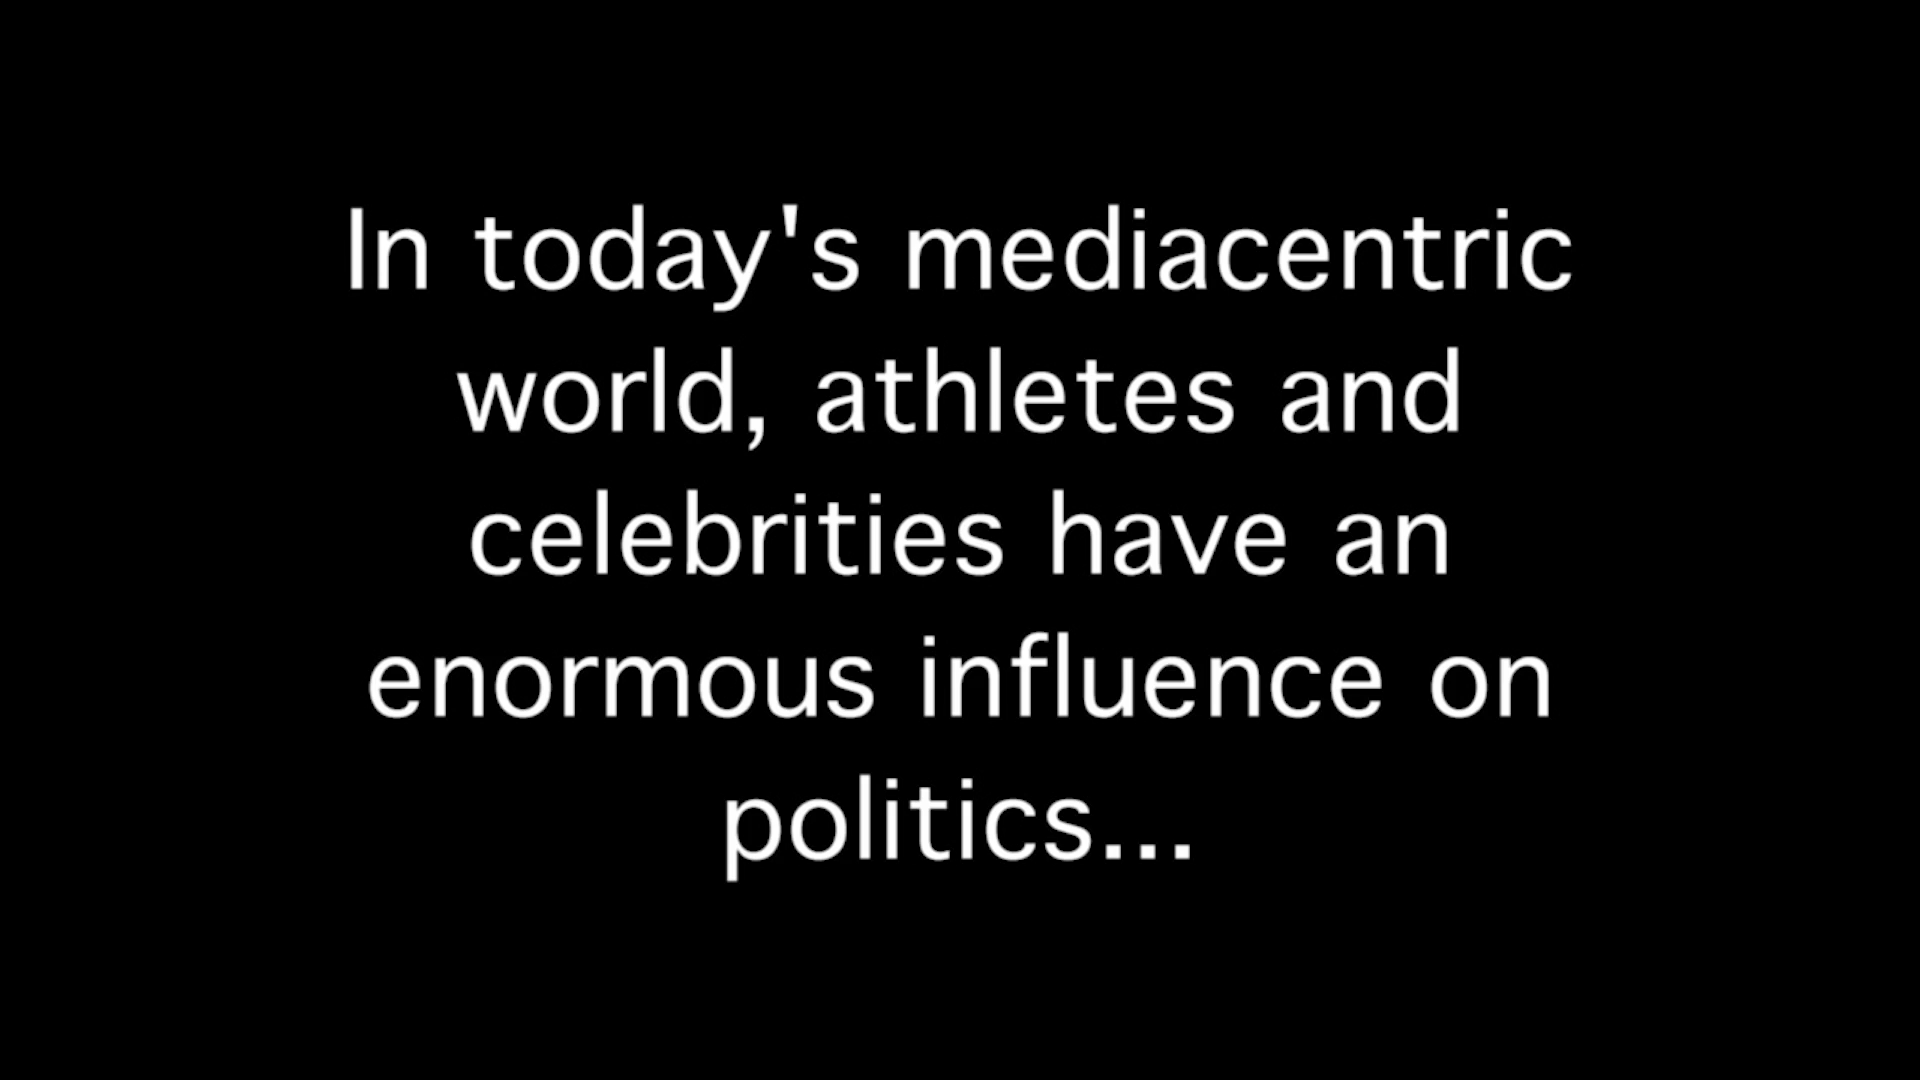 In today's mediacentric
world, athletes and
celebrities have an
enormous influence on
politics...